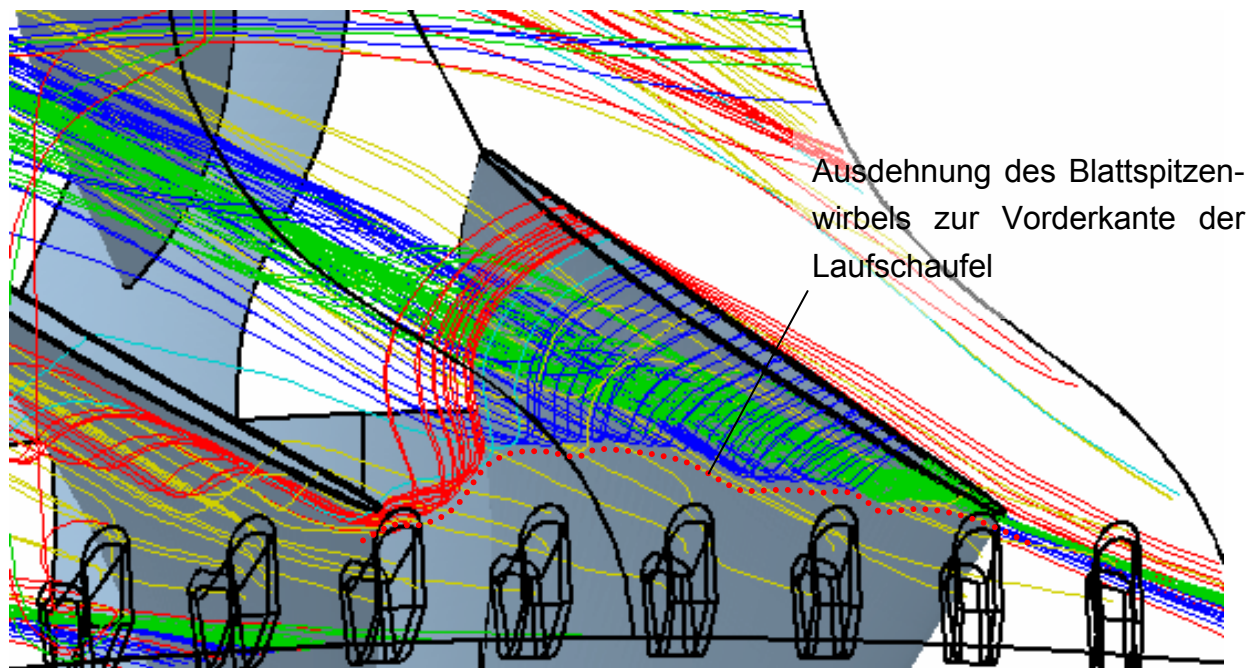 Ausdehnung des Blattspitzen-
wirbels zur Vorderkante der
Laufschaufel